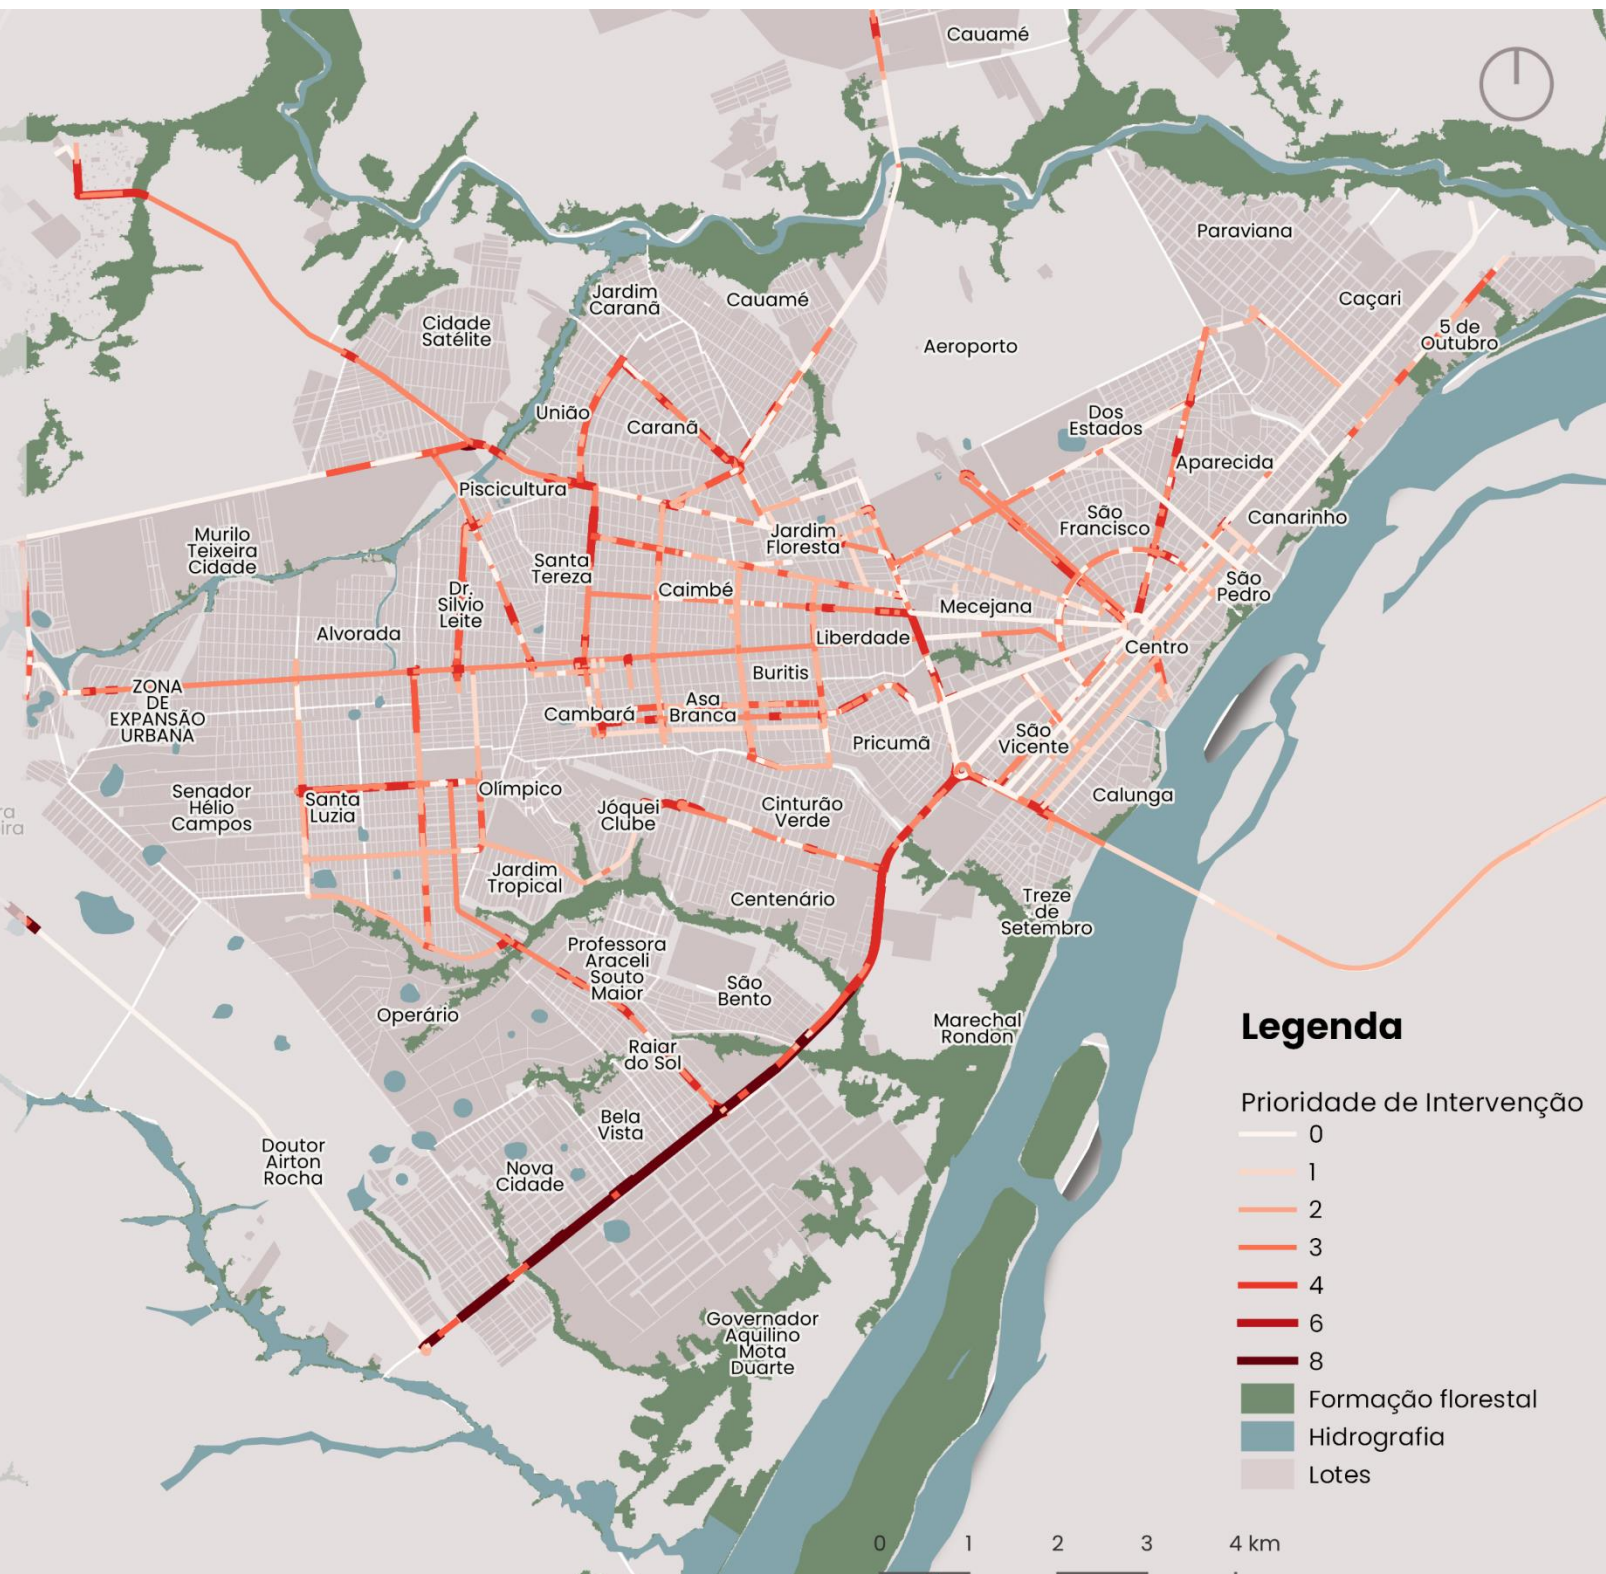 Cauamé
Paraviana
Jardim
Caranã
Cauamé
Caçari
Cidade
Satélite
5 de
Outubro
Aeroporto
União
Caranã
Dos
Estados
Aparecida
Piscicultura
São
Francisco
Canarinho
Murilo
Teixeira
Cidade
Jardim
Floresta
Santa
Tereza
Caimbé
São
Pedro
Dr.
Silvio
Leite
Mecejana
Alvorada
Liberdade
Centro
Buritis
ZONA
DE
EXPANSÃO
URBANA
Cambará
Asa
Branca
Pricumã
São
Vicente
Senador
Hélio
Campos
Santa
Luzia
Olímpico
Jóquei
Clube
Cinturão
Verde
Calunga
ra
ira
Jardim
Tropical
Centenário
Treze
de
Setembro
Professora
Araceli
Souto
Maior
São
Bento
Operário
Marechal
Rondon
Raiar
do Sol
Bela
Vista
Doutor
Airton
Rocha
Nova
Cidade
Governador
Aquilino
Mota
Duarte
Legenda
Prioridade de Intervenção
0
1
2
3
4
6
8
Formação florestal
Hidrografia
Lotes
0 1 2 3 4 km